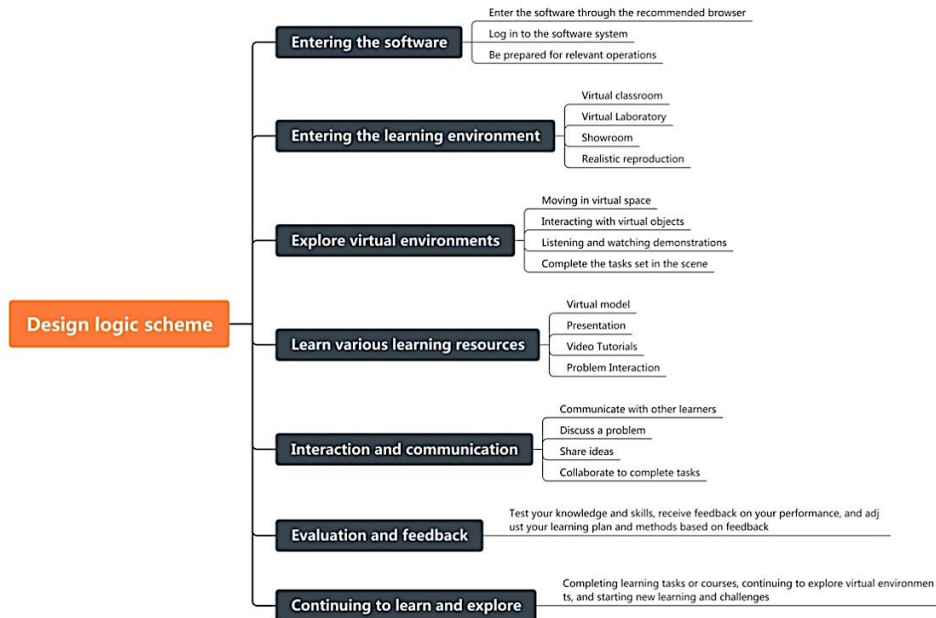 Design logic scheme
Entering the software
Enter the software through the recommended browser
Log in to the software system
Be prepared for relevant operations
Entering the learning environment
Virtual classroom
Virtual Laboratory
Showroom
Realistic reproduction
Explore virtual environments
Moving in virtual space
Interacting with virtual objects
Listening and watching demonstrations
Complete the tasks set in the scene
Learn various learning resources
Virtual model
Presentation
Video Tutorials
Problem Interaction
Interaction and communication
Communicate with other learners
Discuss a problem
Share ideas
Collaborate to complete tasks
Evaluation and feedback
Test your knowledge and skills, receive feedback on your performance, and adj
ust your learning plan and methods based on feedback
Continuing to learn and explore
Completing learning tasks or courses, continuing to explore virtual environmen
ts, and starting new learning and challenges